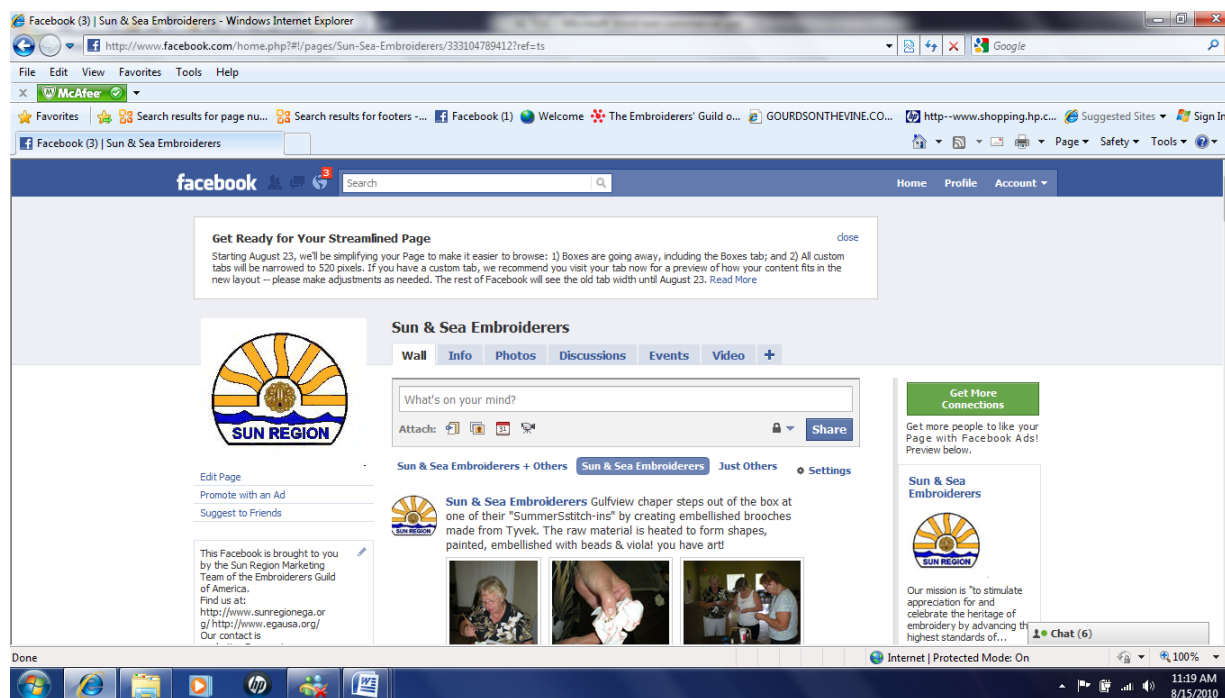 Facebook (3) | Sun & Sea Embroiderers - Windows Internet Explorer
http://www.facebook.com/home.php?#!/pages/Sun-Sea-Embroiderers/333104789412?ref=ts
Google
File Edit View Favorites Tools Help
x McAfee
Favorites Search results for page nu... Search results for footers -... Facebook (1) Welcome The Embroiderers' Guild o... GOURDSONTHEVINE.CO... http--www.shopping.hp.c... Suggested Sites Sign In
Facebook (3) | Sun & Sea Embroiderers
Page Safety Tools
facebook 3 Search Home Profile Account
Get Ready for Your Streamlined Page close
Starting August 23, we'll be simplifying your Page to make it easier to browse: 1) Boxes are going away, including the Boxes tab; and 2) All custom
tabs will be narrowed to 520 pixels. If you have a custom tab, we recommend you visit your tab now for a preview of how your content fits in the
new layout -- please make adjustments as needed. The rest of Facebook will see the old tab width until August 23. Read More
SUN REGION
Edit Page
Promote with an Ad
Suggest to Friends
This Facebook is brought to you
by the Sun Region Marketing
Team of the Embroiderers Guild
of America.
Find us at:
http://www.sunregionega.or
g/ http://www.egausa.org/
Our contact is
Sun & Sea Embroiderers
Wall Info Photos Discussions Events Video +
What's on your mind?
Attach: 31 Share
Sun & Sea Embroiderers + Others Sun & Sea Embroiderers Just Others Settings
SUN REGION
Sun & Sea Embroiderers Gulfview chaper steps out of the box at
one of their "SummerSstitch-ins" by creating embellished brooches
made from Tyvek. The raw material is heated to form shapes,
painted, embellished with beads & viola! you have art!
Get More
Connections
Get more people to like your
Page with Facebook Ads!
Preview below.
Sun & Sea
Embroiderers
SUN REGION
Our mission is "to stimulate
appreciation for and
celebrate the heritage of
embroidery by advancing th
highest standards of...
Chat (6)
Done Internet | Protected Mode: On 100%
hp
11:19 AM
8/15/2010